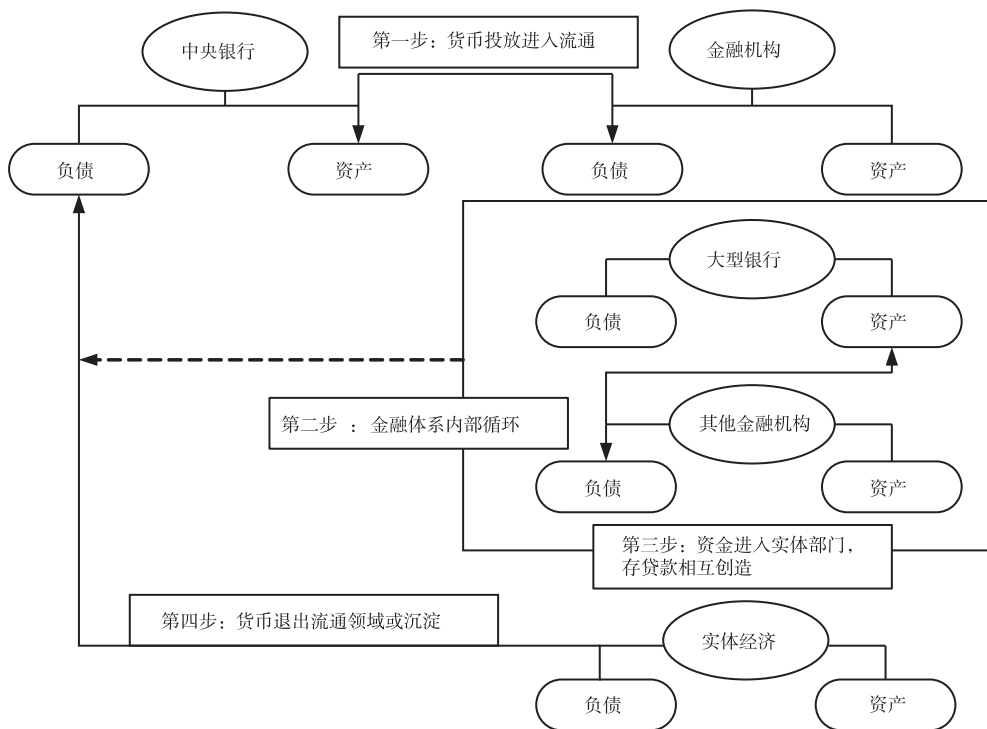 中央银行
第一步：货币投放进入流通
金融机构
负债
资产
负债
资产
大型银行
负债
资产
第二步 ：金融体系内部循环
其他金融机构
负债
资产
第三步：资金进入实体部门，
存贷款相互创造
第四步：货币退出流通领域或沉淀
实体经济
负债
资产